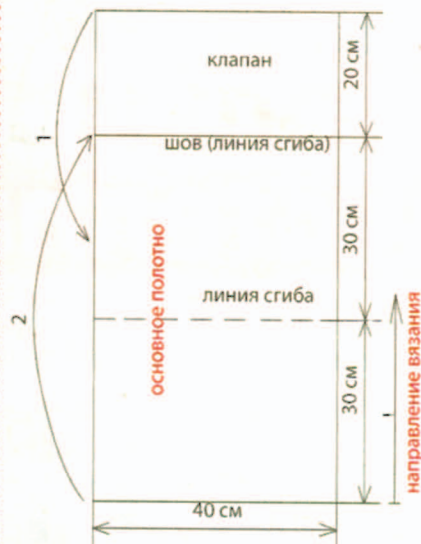 клапан
20 см
1
шов (линия сгиба)
30 см
основное полотно
2
линия сгиба
30 см
направление вязания
40 см